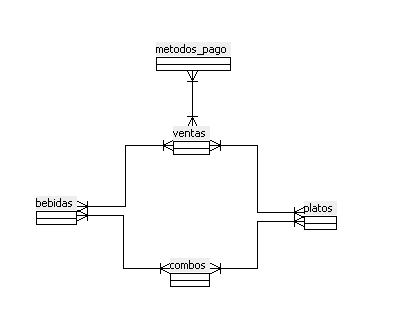 metodos_pago
ventas
bebidas
platos
combos